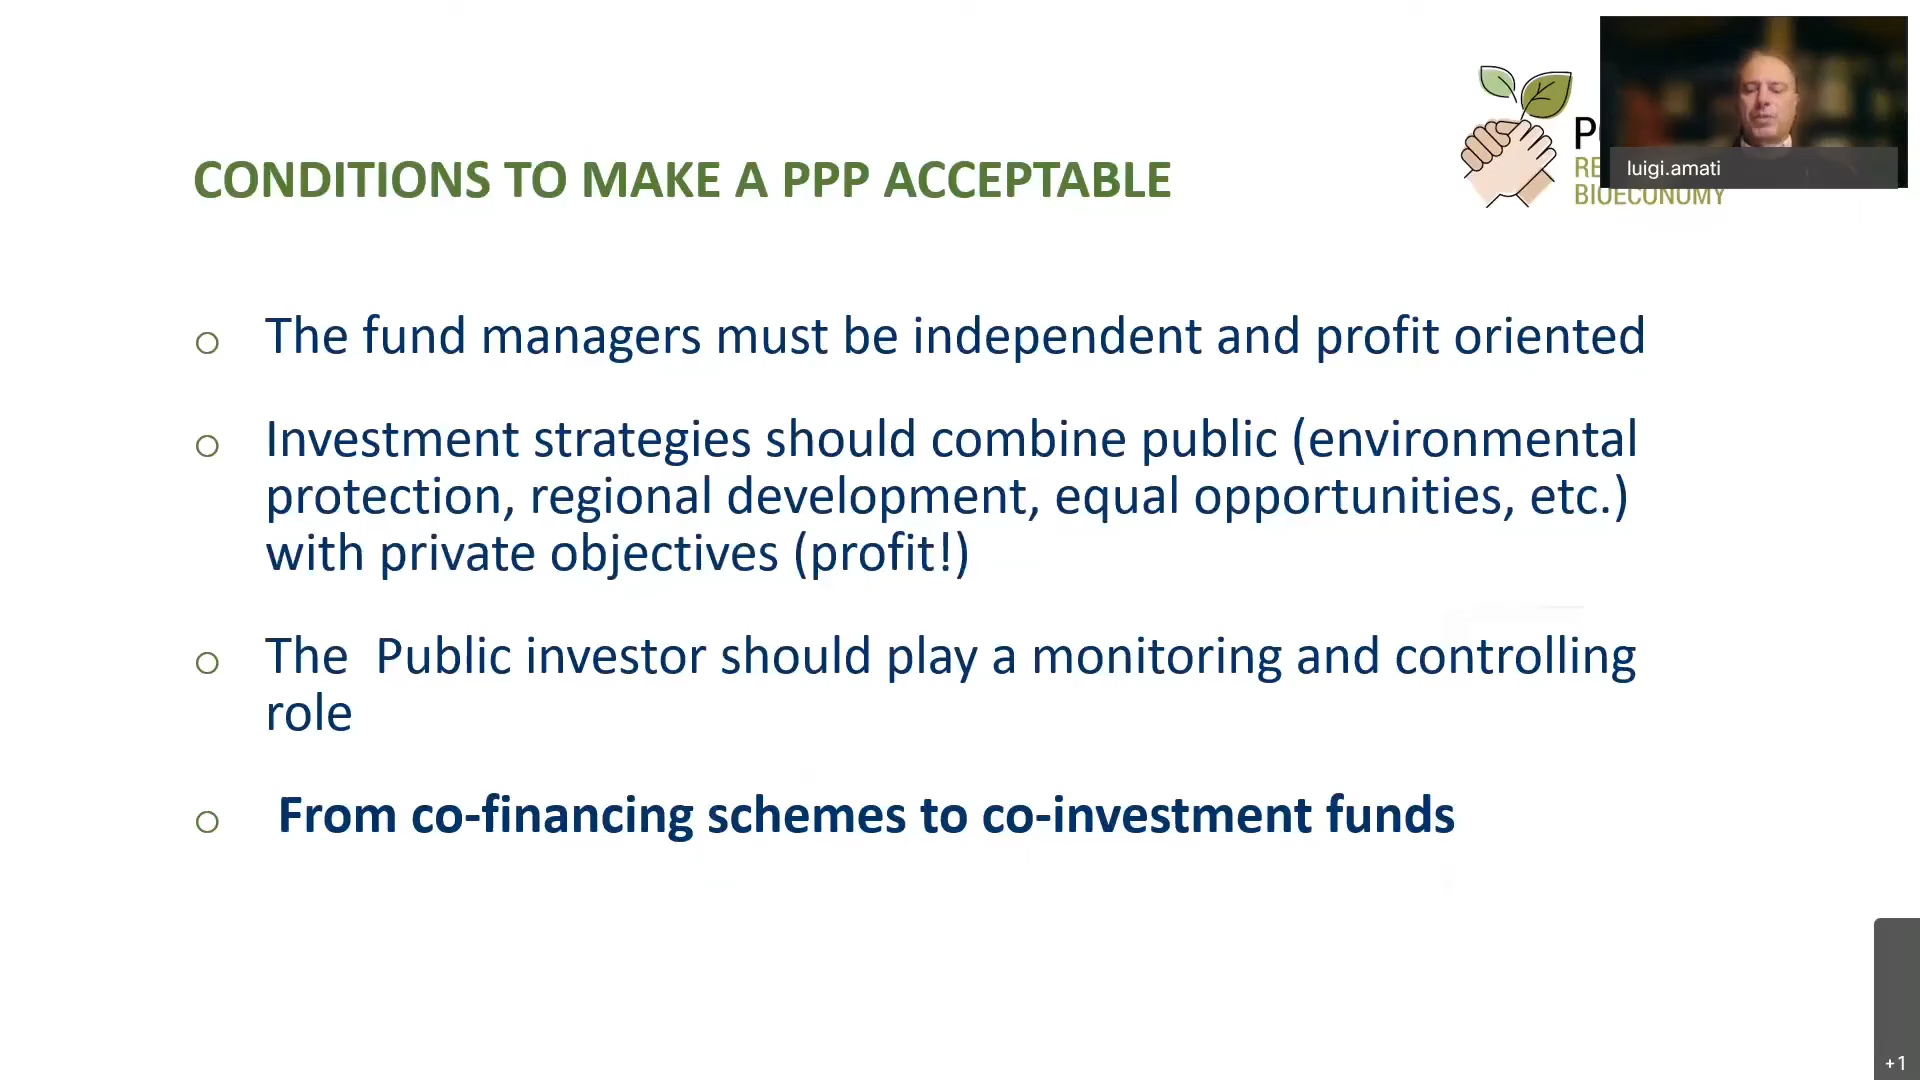 luigi.amati
BIOECONOMY
CONDITIONS TO MAKE A PPP ACCEPTABLE
o The fund managers must be independent and profit oriented
o Investment strategies should combine public (environmental
protection, regional development, equal opportunities, etc.)
with private objectives (profit!)
o The Public investor should play a monitoring and controlling
role
o From co-financing schemes to co-investment funds
+1